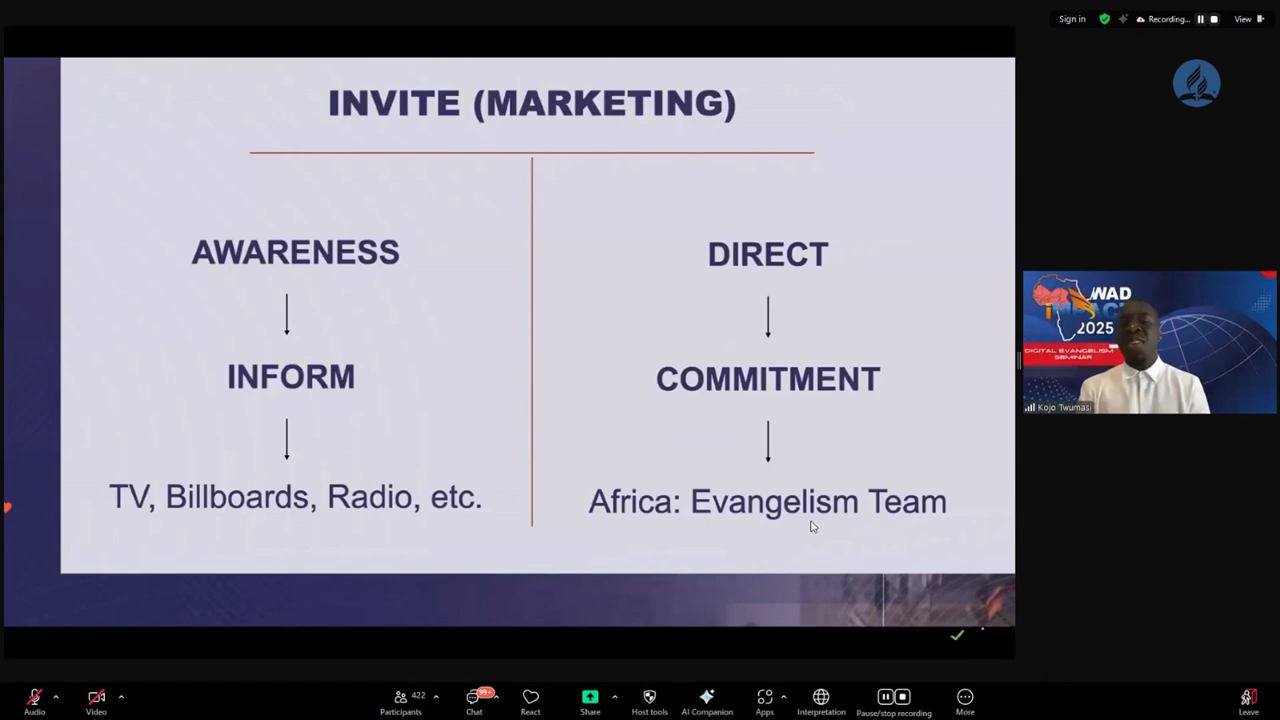 Sign in
Recording...
View
INVITE (MARKETING)
AWARENESS
DIRECT
INFORM
COMMITMENT
TV, Billboards, Radio, etc.
Africa: Evangelism Team
WAD
2025
DIGITAL EVANGELISM
SEMINAR
Kojo Twumasi
422
99+
Audio
Video
Participants
Chat
React
Share
Host tools
AI Companion
Apps
Interpretation
Pause/stop recording
More
Leave